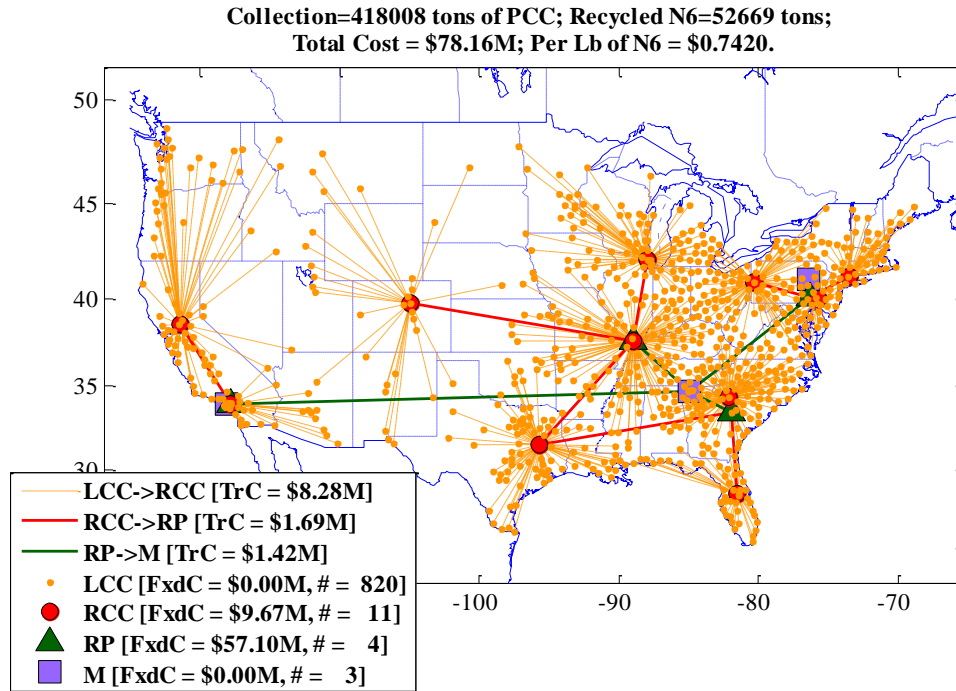 Collection=418008 tons of PCC; Recycled N6=52669 tons;
Total Cost = $78.16M; Per Lb of N6 = $0.7420.
50
45
40
35
30
LCC->RCC [TrC = $8.28M]
RCC->RP [TrC = $1.69M]
RP->M [TrC = $1.42M]
LCC [FxdC = $0.00M, # = 820]
RCC [FxdC = $9.67M, # = 11]
RP [FxdC = $57.10M, # = 4]
M [FxdC = $0.00M, # = 3]
-100 -90 -80 -70